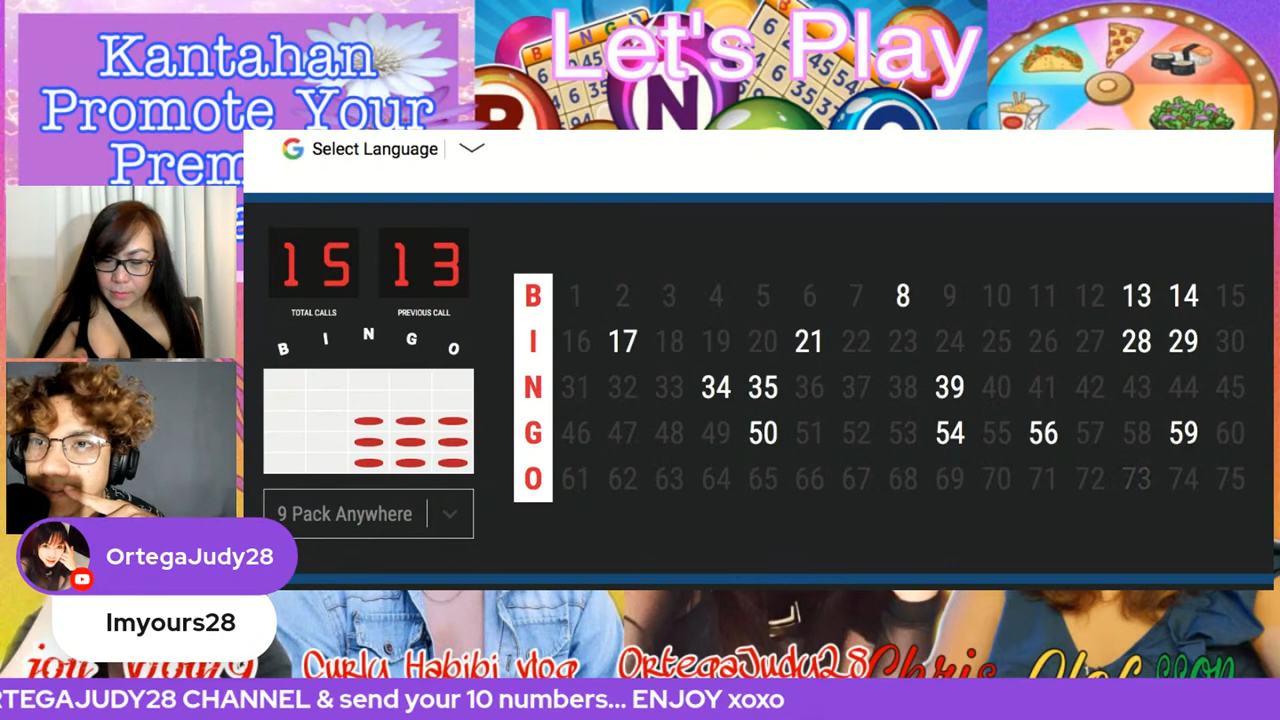 Kantahan
Promote Your
Prem
Let's Play
B N O
Select Language
15 13
TOTAL CALLS PREVIOUS CALL
B I N G O
9 Pack Anywhere
B 1 2 3 4 5 6 7 8 9 10 11 12 13 14 15
I 16 17 18 19 20 21 22 23 24 25 26 27 28 29 30
N 31 32 33 34 35 36 37 38 39 40 41 42 43 44 45
G 46 47 48 49 50 51 52 53 54 55 56 57 58 59 60
O 61 62 63 64 65 66 67 68 69 70 71 72 73 74 75
OrtegaJudy28
Imyours28
Curly Habibi vlog
OrtegaJudy28
Chris
RTEGAJUDY28 CHANNEL & send your 10 numbers... ENJOY xoxo